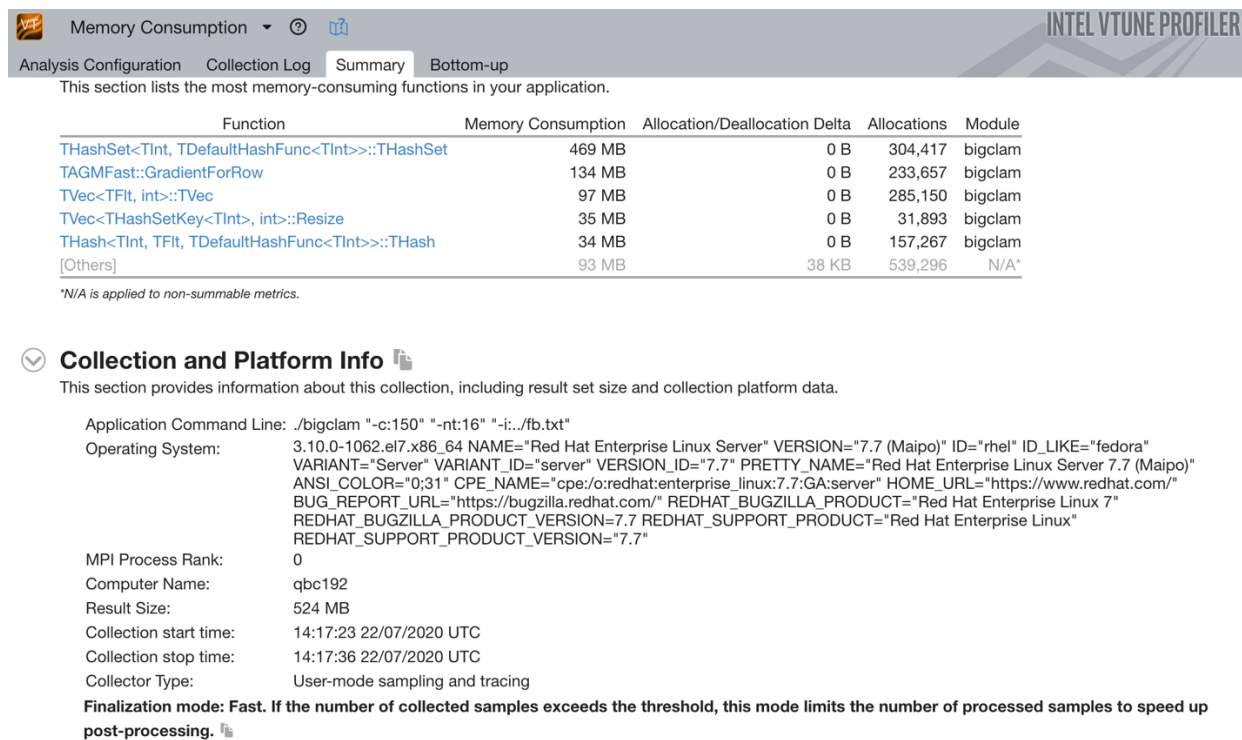 VT Memory Consumption
INTEL VTUNE PROFILER
Analysis Configuration Collection Log Summary Bottom-up
This section lists the most memory-consuming functions in your application.
Function Memory Consumption Allocation/Deallocation Delta Allocations Module
THashSet<TInt, TDefaultHashFunc<TInt>>::THashSet 469 MB 0 B 304,417 bigclam
TAGMFast::GradientForRow 134 MB 0 B 233,657 bigclam
TVec<TFlt, int>::TVec 97 MB 0 B 285,150 bigclam
TVec<THashSetKey<TInt>, int>::Resize 35 MB 0 B 31,893 bigclam
THash<TInt, TFlt, TDefaultHashFunc<TInt>>::THash 34 MB 0 B 157,267 bigclam
[Others] 93 MB 38 KB 539,296 N/A*
*N/A is applied to non-summable metrics.
Collection and Platform Info
This section provides information about this collection, including result set size and collection platform data.
Application Command Line: ./bigclam "-c:150" "-nt:16" "-i:../fb.txt"
Operating System: 3.10.0-1062.el7.x86_64 NAME="Red Hat Enterprise Linux Server" VERSION="7.7 (Maipo)" ID="rhel" ID_LIKE="fedora"
VARIANT="Server" VARIANT_ID="server" VERSION_ID="7.7" PRETTY_NAME="Red Hat Enterprise Linux Server 7.7 (Maipo)"
ANSI_COLOR="0;31" CPE_NAME="cpe:/o:redhat:enterprise_linux:7.7:GA:server" HOME_URL="https://www.redhat.com/"
BUG_REPORT_URL="https://bugzilla.redhat.com/" REDHAT_BUGZILLA_PRODUCT="Red Hat Enterprise Linux 7"
REDHAT_BUGZILLA_PRODUCT_VERSION=7.7 REDHAT_SUPPORT_PRODUCT="Red Hat Enterprise Linux"
REDHAT_SUPPORT_PRODUCT_VERSION="7.7"
MPI Process Rank: 0
Computer Name: qbc192
Result Size: 524 MB
Collection start time: 14:17:23 22/07/2020 UTC
Collection stop time: 14:17:36 22/07/2020 UTC
Collector Type: User-mode sampling and tracing
Finalization mode: Fast. If the number of collected samples exceeds the threshold, this mode limits the number of processed samples to speed up
post-processing.